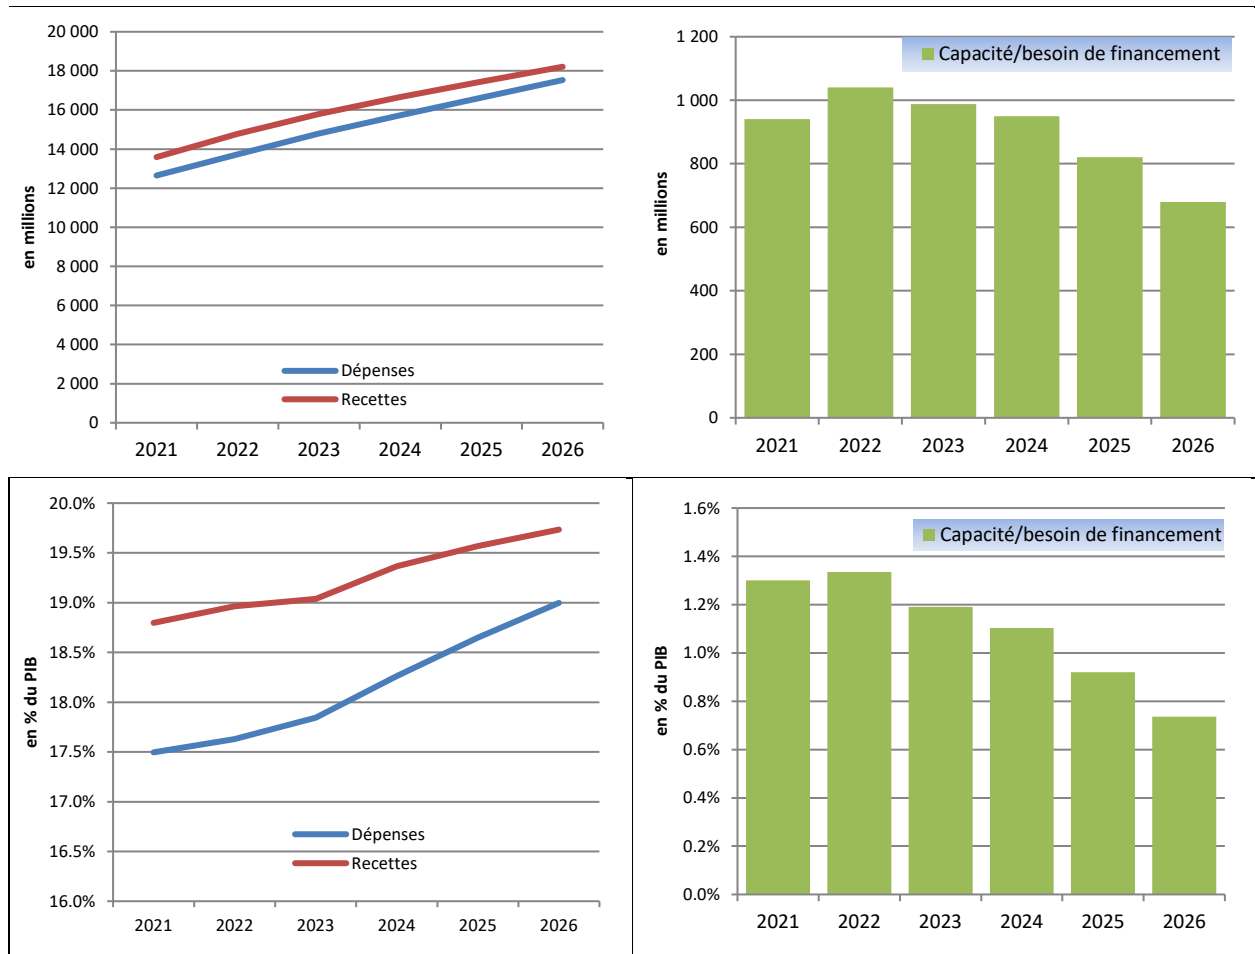 20 000
18 000
16 000
14 000
12 000
10 000
8 000
6 000
4 000
2 000
0
en millions
Dépenses
Recettes
2021 2022 2023 2024 2025 2026
1 200
1 000
800
600
400
200
0
en millions
Capacité/besoin de financement
2021 2022 2023 2024 2025 2026
20.0%
19.5%
19.0%
18.5%
18.0%
17.5%
17.0%
16.5%
16.0%
en % du PIB
Dépenses
Recettes
2021 2022 2023 2024 2025 2026
1.6%
1.4%
1.2%
1.0%
0.8%
0.6%
0.4%
0.2%
0.0%
en % du PIB
Capacité/besoin de financement
2021 2022 2023 2024 2025 2026